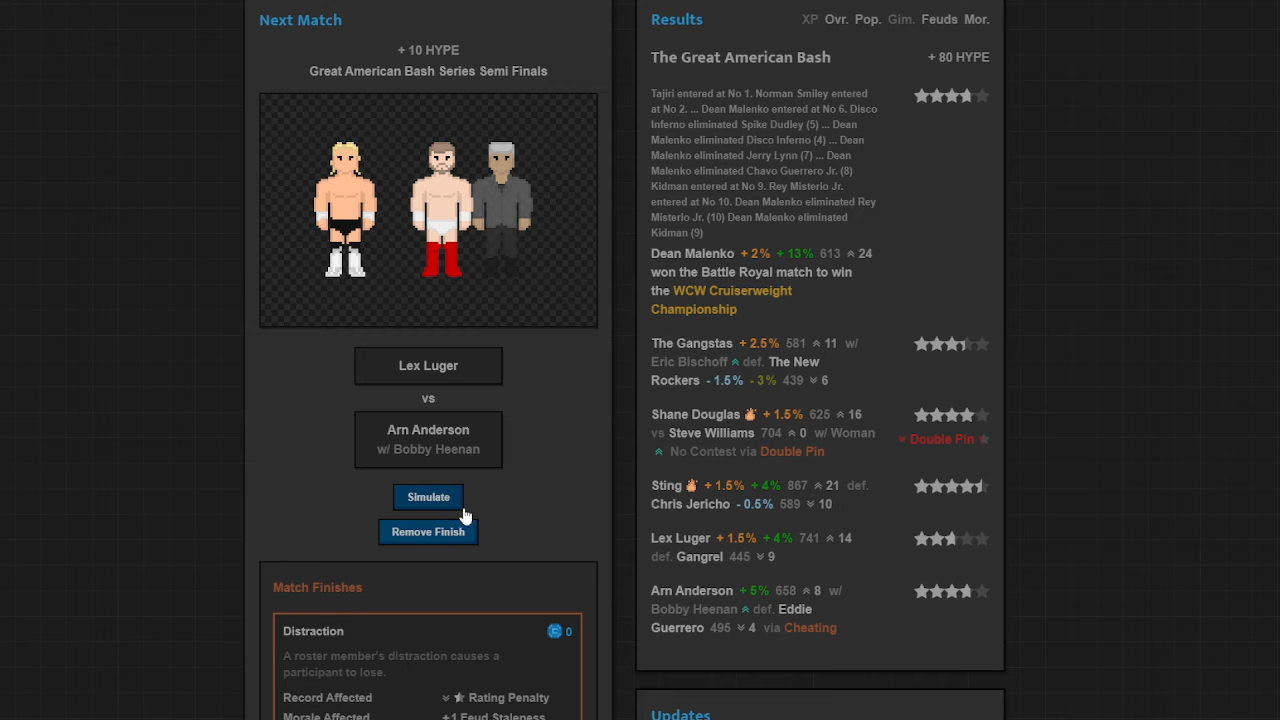 Next Match
+ 10 HYPE
Great American Bash Series Semi Finals
Lex Luger
vs
Arn Anderson
w/ Bobby Heenan
Simulate
Remove Finish
Match Finishes
Distraction 0
A roster member's distraction causes a
participant to lose.
Record Affected Rating Penalty
Morale Affected +1 Feud Staleness
Results XP Ovr. Pop. Gim. Feuds Mor.
The Great American Bash + 80 HYPE
Tajiri entered at No 1. Norman Smiley entered
at No 2. ... Dean Malenko entered at No 6. Disco
Inferno eliminated Spike Dudley (5) ... Dean
Malenko eliminated Disco Inferno (4) ... Dean
Malenko eliminated Jerry Lynn (7) ... Dean
Malenko eliminated Chavo Guerrero Jr. (8)
Kidman entered at No 9. Rey Misterio Jr.
entered at No 10. Dean Malenko eliminated Rey
Misterio Jr. (10) Dean Malenko eliminated
Kidman (9)
Dean Malenko + 2% + 13% 613 24
won the Battle Royal match to win
the WCW Cruiserweight
Championship
The Gangstas + 2.5% 581 11 w/
Eric Bischoff def. The New
Rockers - 1.5% - 3% 439 6
Shane Douglas + 1.5% 625 16
vs Steve Williams 704 0 w/ Woman
No Contest via Double Pin
Double Pin
Sting + 1.5% + 4% 867 21 def.
Chris Jericho - 0.5% 589 10
Lex Luger + 1.5% + 4% 741 14
def. Gangrel 445 9
Arn Anderson + 5% 658 8 w/
Bobby Heenan def. Eddie
Guerrero 495 4 via Cheating
Updates